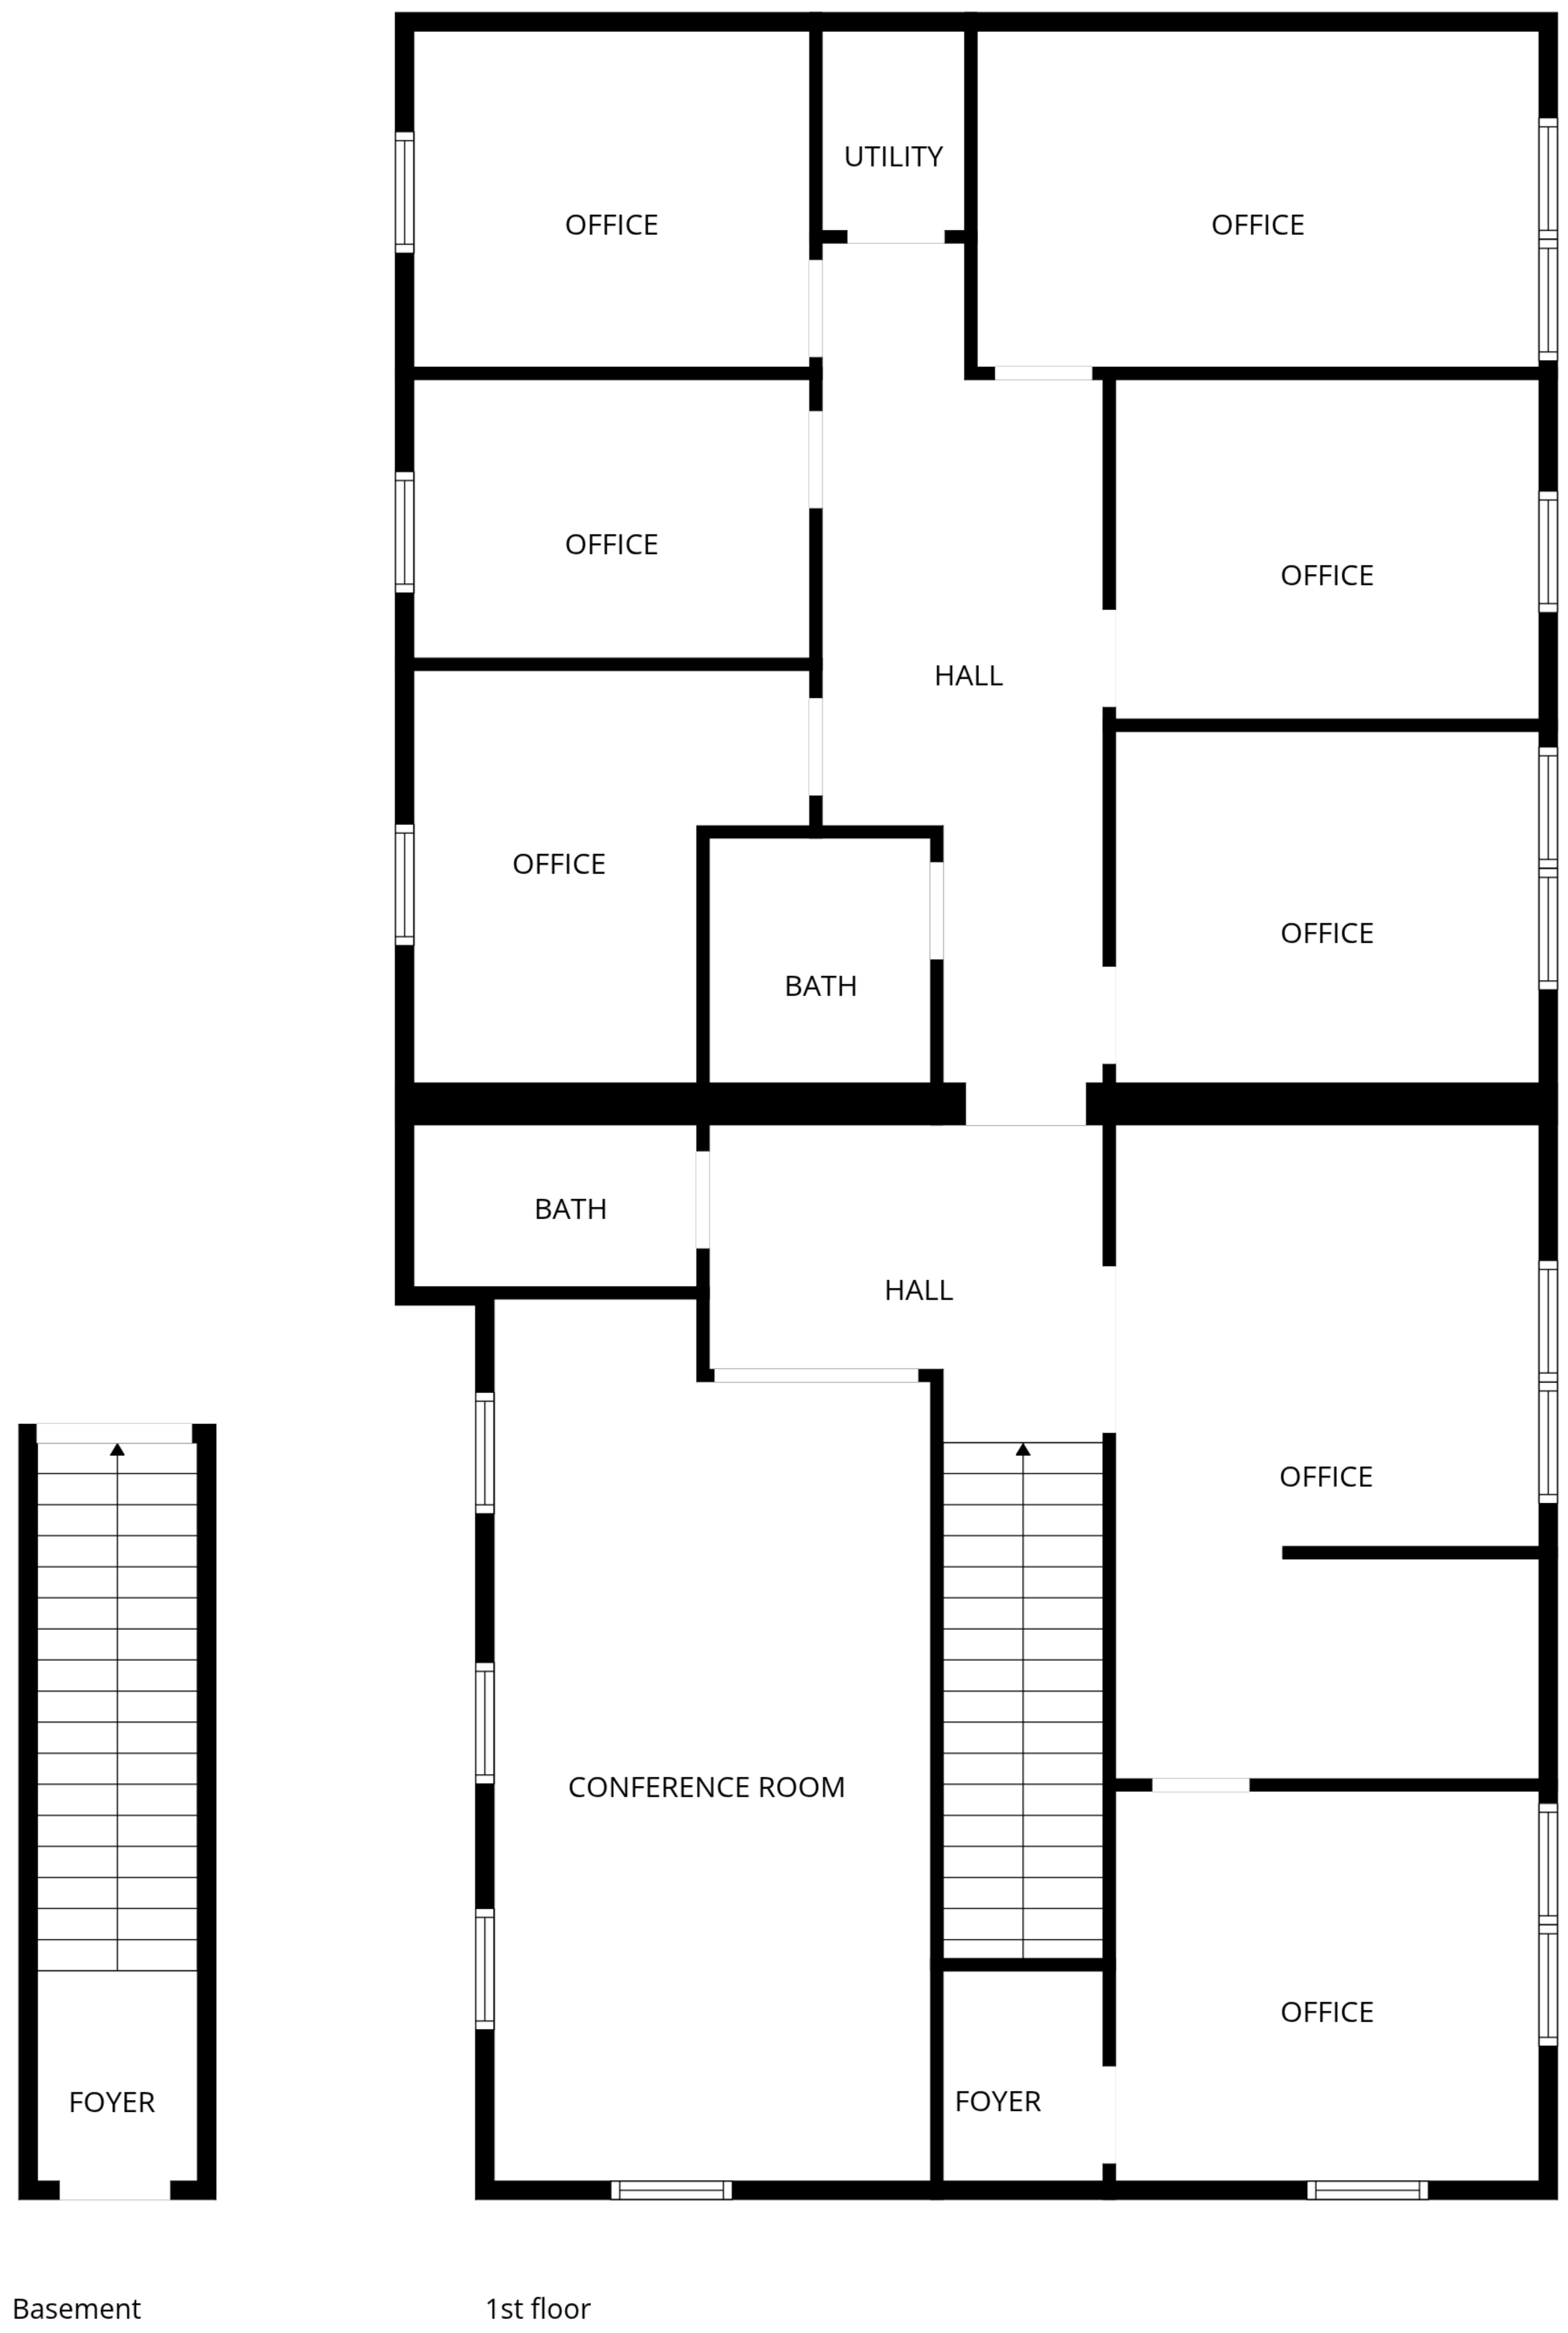 UTILITY
OFFICE
OFFICE
OFFICE
OFFICE
HALL
OFFICE
OFFICE
BATH
BATH
HALL
OFFICE
CONFERENCE ROOM
OFFICE
FOYER
FOYER
Basement
1st floor